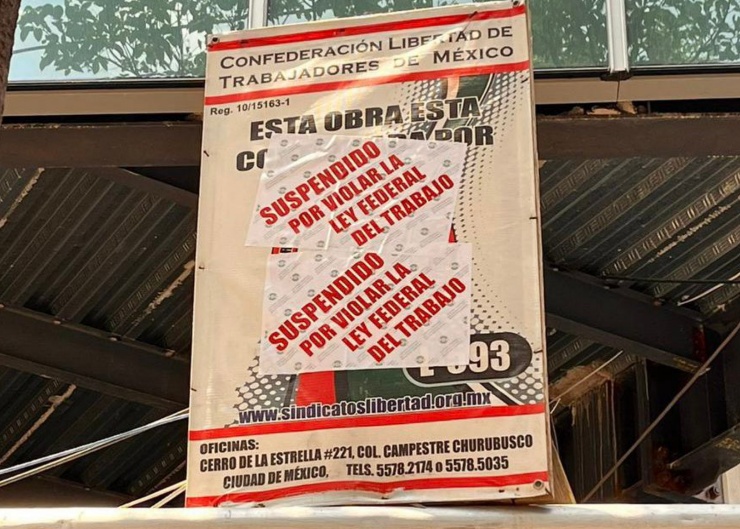 CONFEDERACIÓN LIBERTAD DE
TRABAJADORES DE MÉXICO
Reg. 10/15163-1
ESTA OBRA ESTA
POR
SUSPENDIDO
POR VIOLAR LA
LEY FEDERAL
DEL TRABAJO
SUSPENDIDO
POR VIOLAR LA
LEY FEDERAL
DEL TRABAJO
www.sindicatoslibertad.org.mx
OFICINAS:
CERRO DE LA ESTRELLA #221, COL. CAMPESTRE CHURUBUSCO
CIUDAD DE MÉXICO, TELS. 5578.2174 o 5578.5035